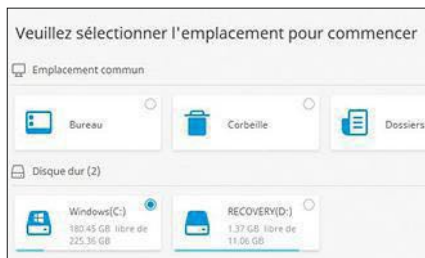 Veuillez sélectionner l'emplacement pour commencer
Emplacement commun
Bureau
Corbeille
Dossiers
Disque dur (2)
Windows(C:)
180.45 GB libre de
225.36 GB
RECOVERY(D:)
1.37 GB libre de
11.06 GB